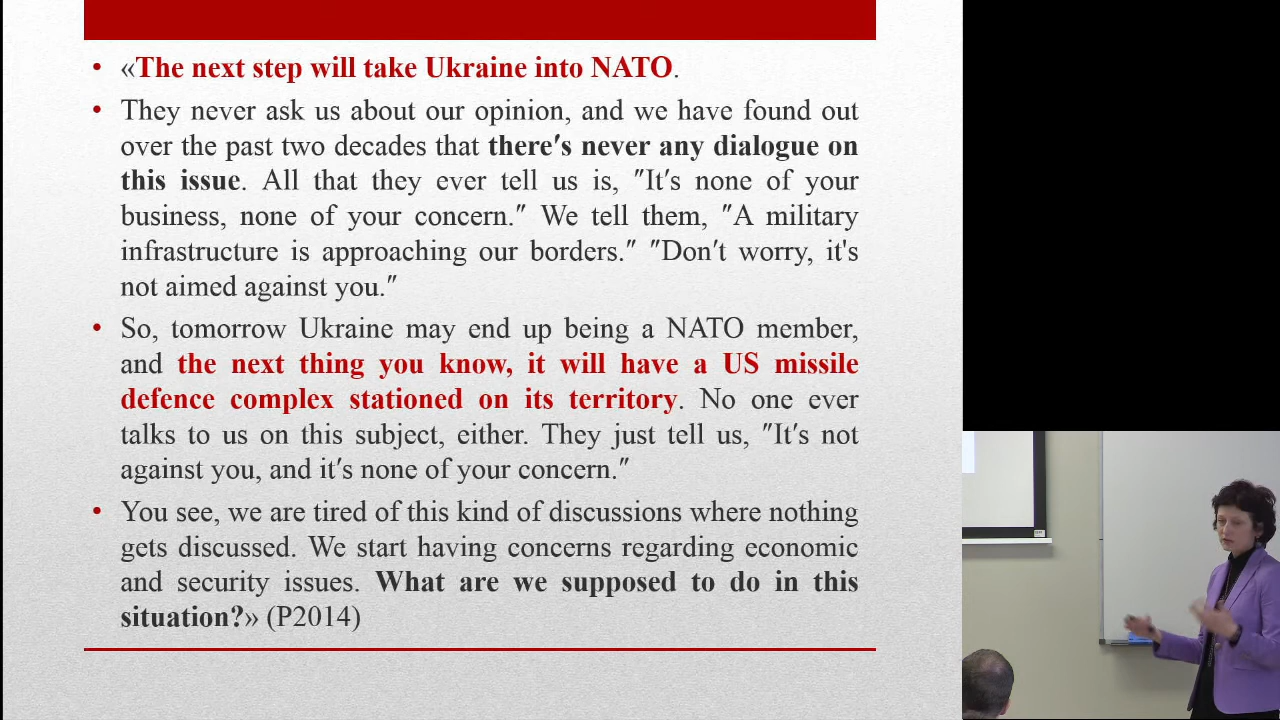 «The next step will take Ukraine into NATO.
They never ask us about our opinion, and we have found out
over the past two decades that there′s never any dialogue on
this issue. All that they ever tell us is, ″It′s none of your
business, none of your concern.″ We tell them, ″A military
infrastructure is approaching our borders.″ ″Don′t worry, it's
not aimed against you.″
So, tomorrow Ukraine may end up being a NATO member,
and the next thing you know, it will have a US missile
defence complex stationed on its territory. No one ever
talks to us on this subject, either. They just tell us, ″It′s not
against you, and it′s none of your concern.″
You see, we are tired of this kind of discussions where nothing
gets discussed. We start having concerns regarding economic
and security issues. What are we supposed to do in this
situation?» (P2014)